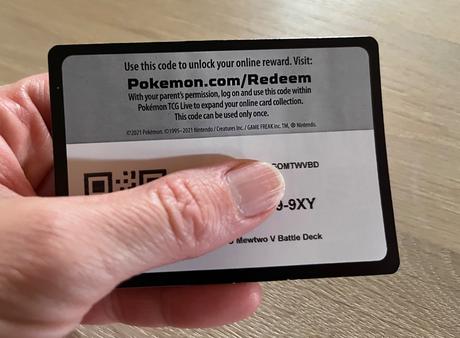 Use this code to unlock your online reward. Visit:
Pokemon.com/Redeem
With your parent's permission, log on and use this code within
Pokémon TCG Live to expand your online card collection.
This code can be used only once.
©2021 Pokémon. ©1995–2021 Nintendo / Creatures Inc. / GAME FREAK inc. TM, ® Nintendo.
COMTWVBD
9-9XY
Mewtwo V Battle Deck